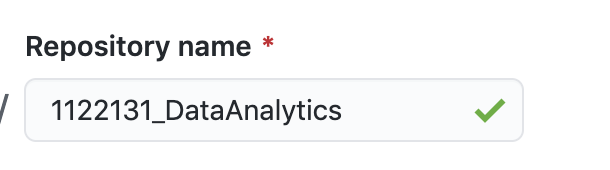 Repository name *
/ 1122131_DataAnalytics